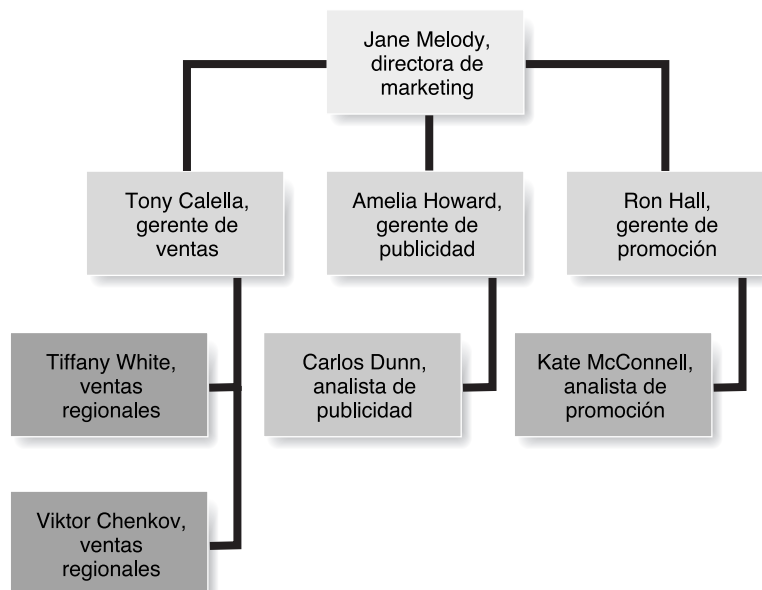 Jane Melody,
directora de
marketing
Tony Calella,
gerente de
ventas
Amelia Howard,
gerente de
publicidad
Ron Hall,
gerente de
promoción
Tiffany White,
ventas
regionales
Carlos Dunn,
analista de
publicidad
Kate McConnell,
analista de
promoción
Viktor Chenkov,
ventas
regionales